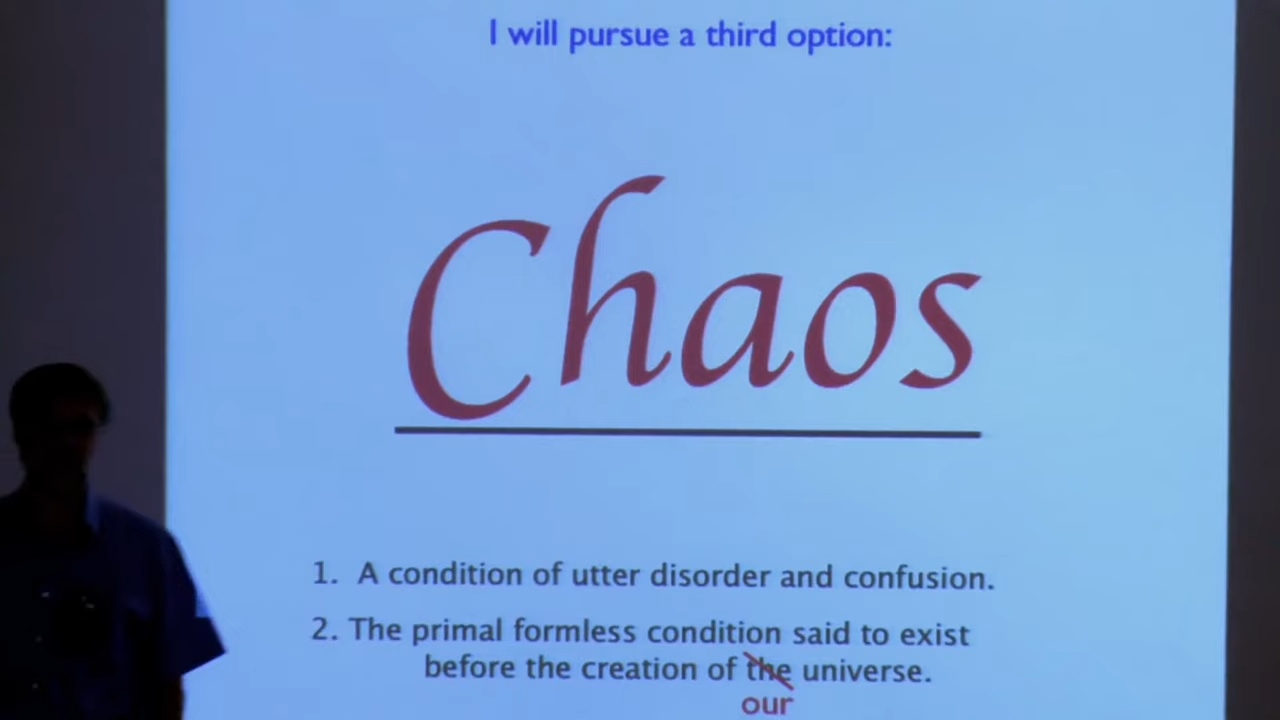 I will pursue a third option:
Chaos
1. A condition of utter disorder and confusion.
2. The primal formless condition said to exist
before the creation of the universe.
our